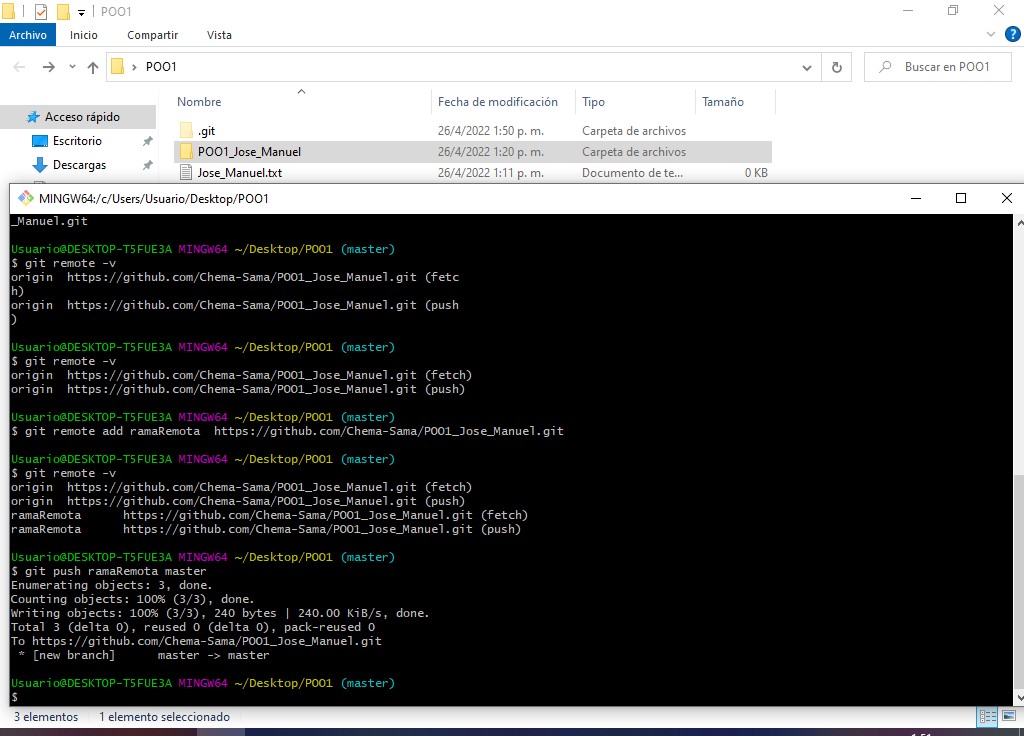 POO1
Archivo Inicio Compartir Vista
POO1
Buscar en POO1
Nombre Fecha de modificación Tipo Tamaño
Acceso rápido
Escritorio
Descargas
.git 26/4/2022 1:50 p. m. Carpeta de archivos
POO1_Jose_Manuel 26/4/2022 1:20 p. m. Carpeta de archivos
Jose_Manuel.txt 26/4/2022 1:11 p. m. Documento de te... 0 KB
MINGW64:/c/Users/Usuario/Desktop/POO1
_Manuel.git
Usuario@DESKTOP-T5FUE3A MINGW64 ~/Desktop/POO1 (master)
$ git remote -v
origin  https://github.com/Chema-Sama/POO1_Jose_Manuel.git (fetc
h)
origin  https://github.com/Chema-Sama/POO1_Jose_Manuel.git (push
)
Usuario@DESKTOP-T5FUE3A MINGW64 ~/Desktop/POO1 (master)
$ git remote -v
origin  https://github.com/Chema-Sama/POO1_Jose_Manuel.git (fetch)
origin  https://github.com/Chema-Sama/POO1_Jose_Manuel.git (push)
Usuario@DESKTOP-T5FUE3A MINGW64 ~/Desktop/POO1 (master)
$ git remote add ramaRemota  https://github.com/Chema-Sama/POO1_Jose_Manuel.git
Usuario@DESKTOP-T5FUE3A MINGW64 ~/Desktop/POO1 (master)
$ git remote -v
origin  https://github.com/Chema-Sama/POO1_Jose_Manuel.git (fetch)
origin  https://github.com/Chema-Sama/POO1_Jose_Manuel.git (push)
ramaRemota      https://github.com/Chema-Sama/POO1_Jose_Manuel.git (fetch)
ramaRemota      https://github.com/Chema-Sama/POO1_Jose_Manuel.git (push)
Usuario@DESKTOP-T5FUE3A MINGW64 ~/Desktop/POO1 (master)
$ git push ramaRemota master
Enumerating objects: 3, done.
Counting objects: 100% (3/3), done.
Writing objects: 100% (3/3), 240 bytes | 240.00 KiB/s, done.
Total 3 (delta 0), reused 0 (delta 0), pack-reused 0
To https://github.com/Chema-Sama/POO1_Jose_Manuel.git
 * [new branch]      master -> master
Usuario@DESKTOP-T5FUE3A MINGW64 ~/Desktop/POO1 (master)
$
3 elementos 1 elemento seleccionado